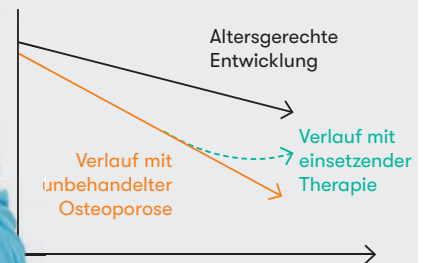 Altersgerechte
Entwicklung
Verlauf mit
einsetzender
Therapie
Verlauf mit
unbehandelter
Osteoporose